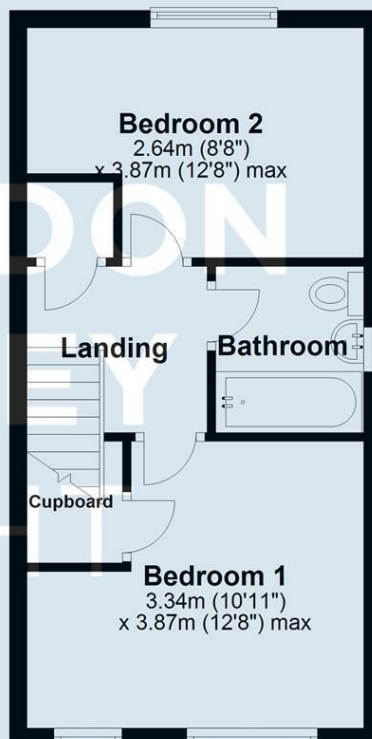 Bedroom 2
2.64m (8'8")
x 3.87m (12'8") max
Landing
Bathroom
Cupboard
Bedroom 1
3.34m (10'11")
x 3.87m (12'8") max